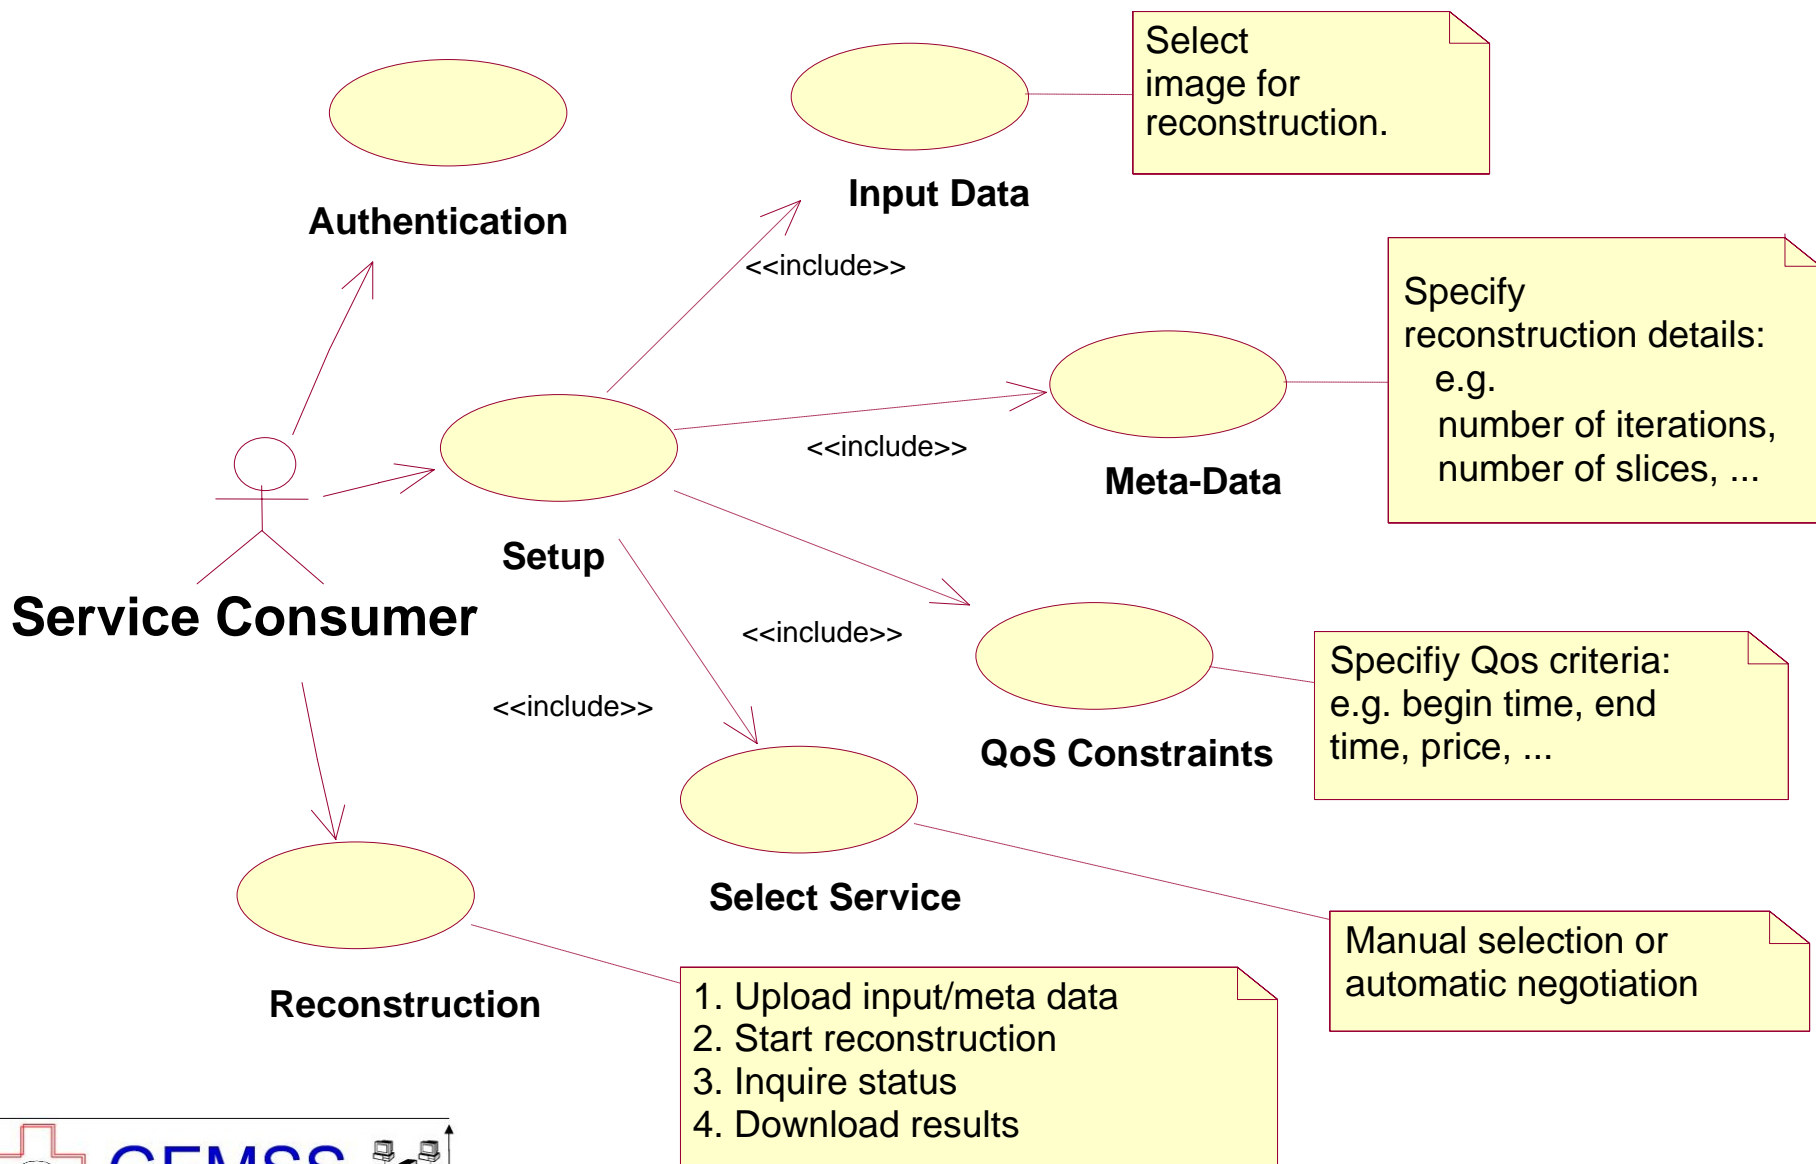 Select
image for
reconstruction.
Input Data
Authentication
<<include>>
Specify
reconstruction details:
e.g.
number of iterations,
number of slices, ...
<<include>>
Meta-Data
Setup
Service Consumer
<<include>>
Specifiy Qos criteria:
e.g. begin time, end
time, price, ...
<<include>>
QoS Constraints
Select Service
Manual selection or
automatic negotiation
Reconstruction
1. Upload input/meta data
2. Start reconstruction
3. Inquire status
4. Download results
GEMSS